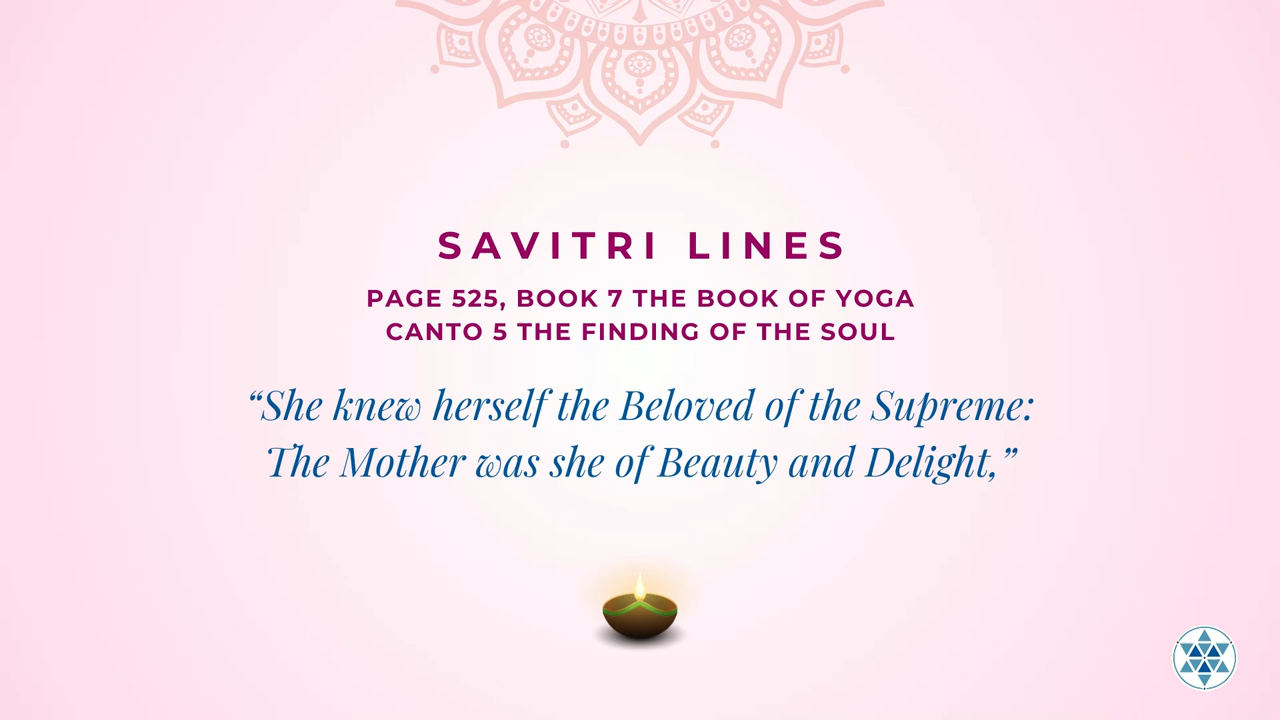 SAVITRI LINES
PAGE 525, BOOK 7 THE BOOK OF YOGA
CANTO 5 THE FINDING OF THE SOUL
“She knew herself the Beloved of the Supreme:
The Mother was she of Beauty and Delight,”